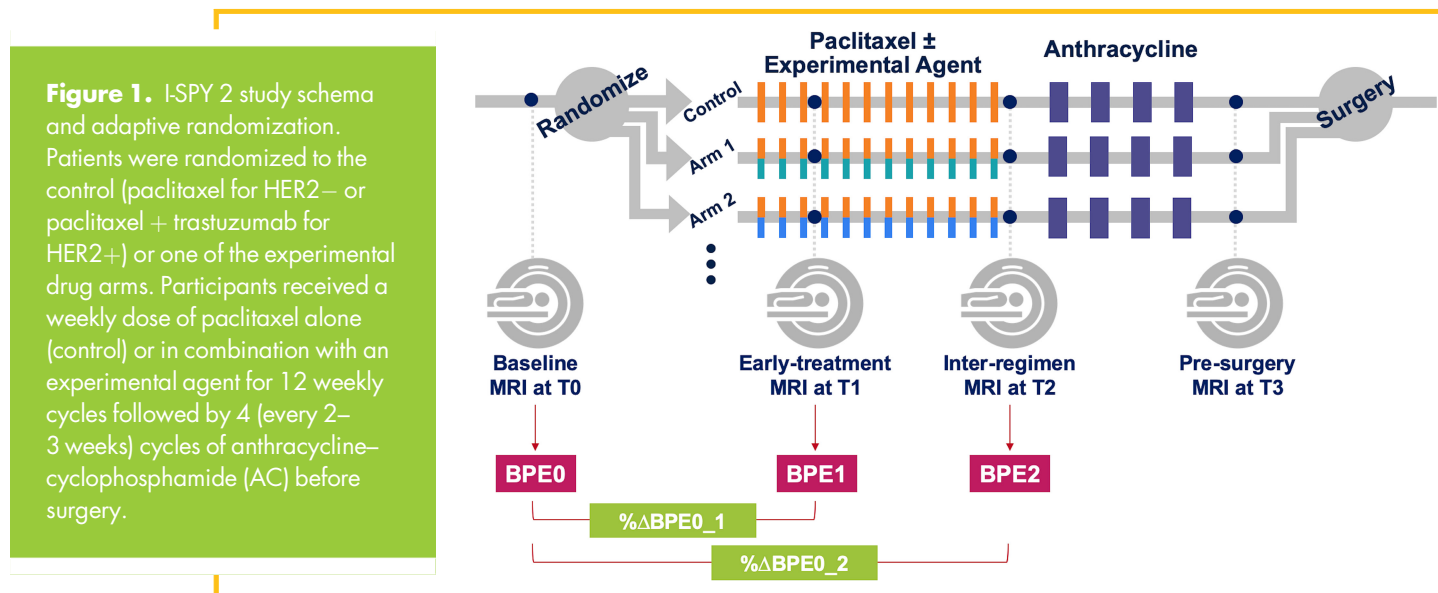 Figure 1. I-SPY 2 study schema
and adaptive randomization.
Patients were randomized to the
control (paclitaxel for HER2− or
paclitaxel + trastuzumab for
HER2+) or one of the experimental
drug arms. Participants received a
weekly dose of paclitaxel alone
(control) or in combination with an
experimental agent for 12 weekly
cycles followed by 4 (every 2–
3 weeks) cycles of anthracycline–
cyclophosphamide (AC) before
surgery.
Paclitaxel ±
Experimental Agent
Anthracycline
Randomize
Control
Arm 1
Arm 2
Surgery
Baseline
MRI at T0
Early-treatment
MRI at T1
Inter-regimen
MRI at T2
Pre-surgery
MRI at T3
BPE0
BPE1
BPE2
%ΔBPE0_1
%ΔBPE0_2